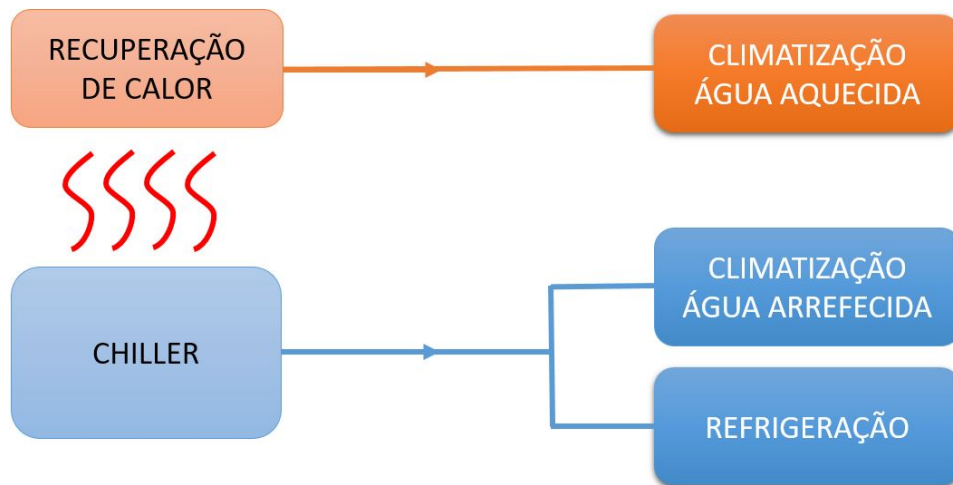 RECUPERAÇÃO
DE CALOR
CLIMATIZAÇÃO
ÁGUA AQUECIDA
CHILLER
CLIMATIZAÇÃO
ÁGUA ARREFECIDA
REFRIGERAÇÃO